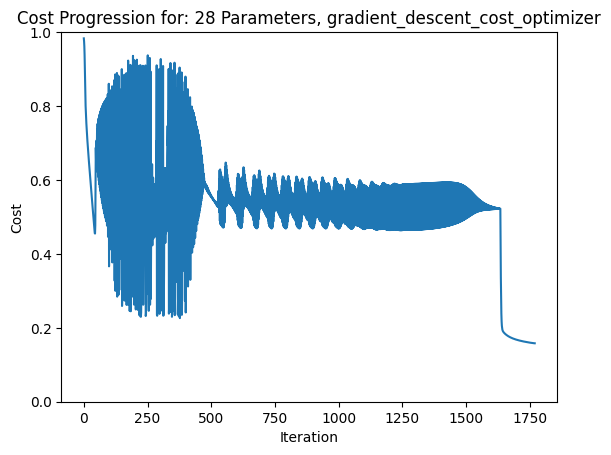 Cost Progression for: 28 Parameters, gradient_descent_cost_optimizer
1.0
0.8
0.6
0.4
0.2
0.0
Cost
0 250 500 750 1000 1250 1500 1750
Iteration